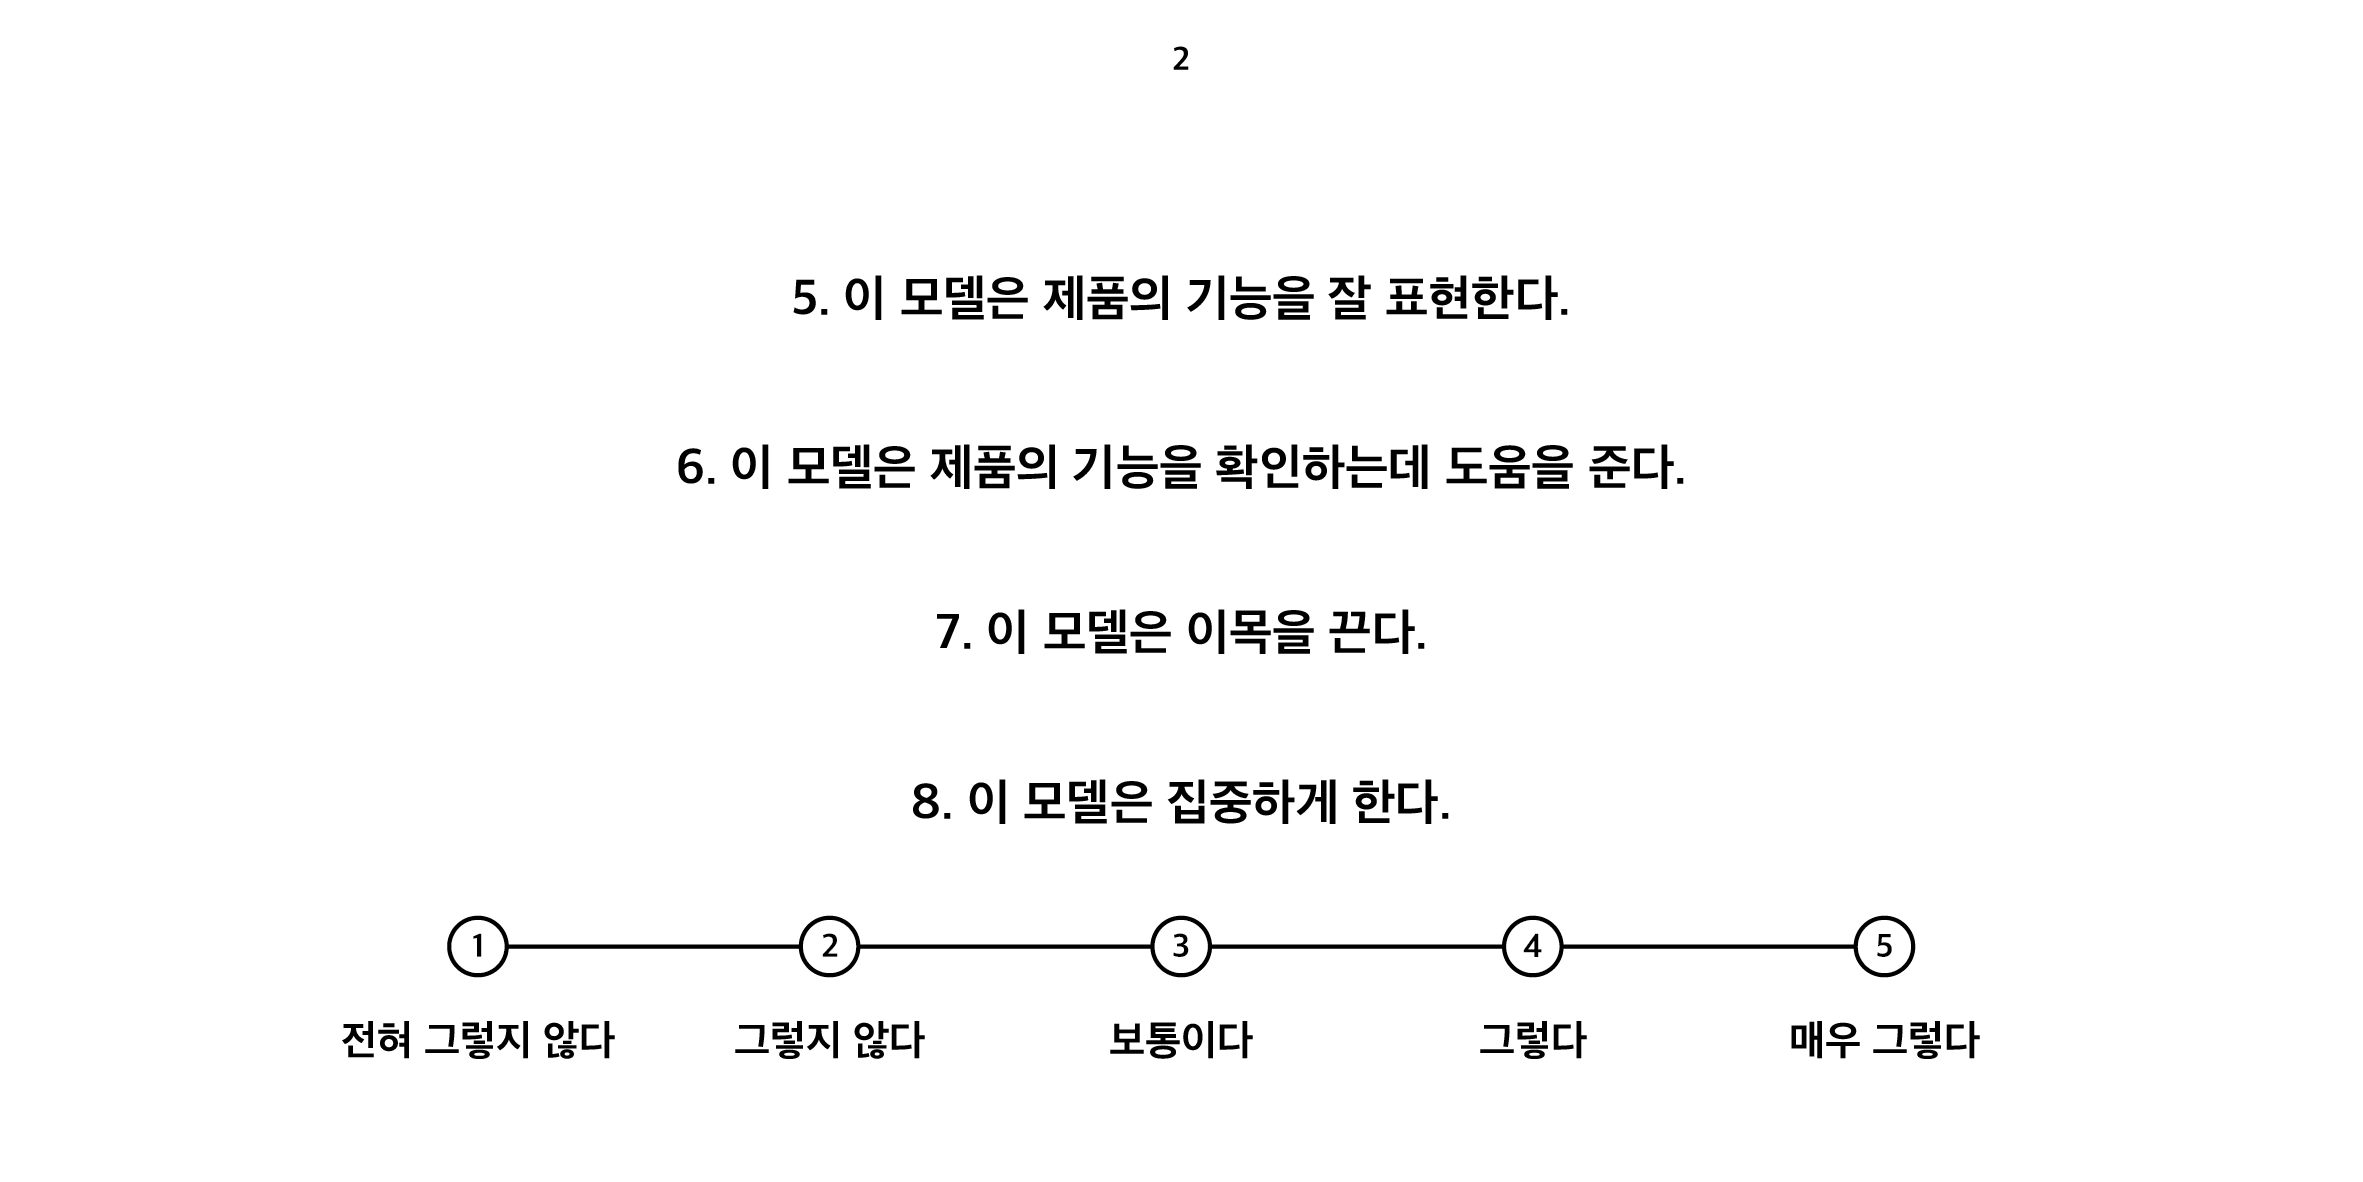 2
5. 이 모델은 제품의 기능을 잘 표현한다.
6. 이 모델은 제품의 기능을 확인하는데 도움을 준다.
7. 이 모델은 이목을 끈다.
8. 이 모델은 집중하게 한다.
1 2 3 4 5
전혀 그렇지 않다 그렇지 않다 보통이다 그렇다 매우 그렇다